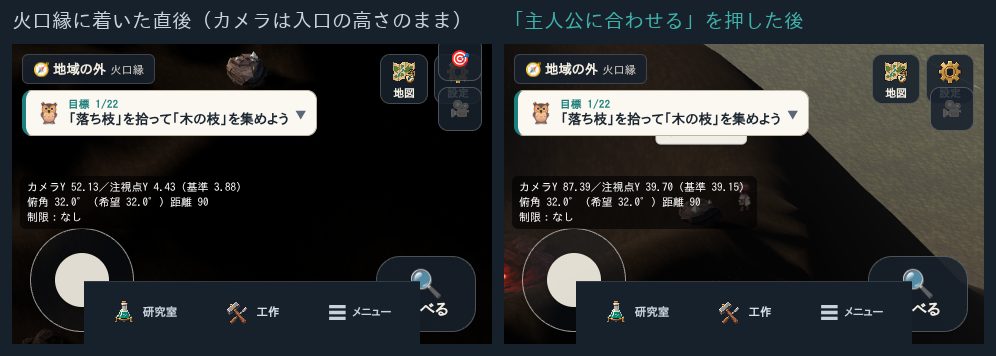 火口縁に着いた直後（カメラは入口の高さのまま）
地域の外 火口縁
地図
設定
目標 1/22
「落ち枝」を拾って「木の枝」を集めよう
カメラY 52.13／注視点Y 4.43（基準 3.88）
俯角 32.0°（希望 32.0°）距離 90
制限：なし
べる
研究室
工作
メニュー
「主人公に合わせる」を押した後
地域の外 火口縁
地図
設定
目標 1/22
「落ち枝」を拾って「木の枝」を集めよう
カメラY 87.39／注視点Y 39.70（基準 39.15）
俯角 32.0°（希望 32.0°）距離 90
制限：なし
べる
研究室
工作
メニュー